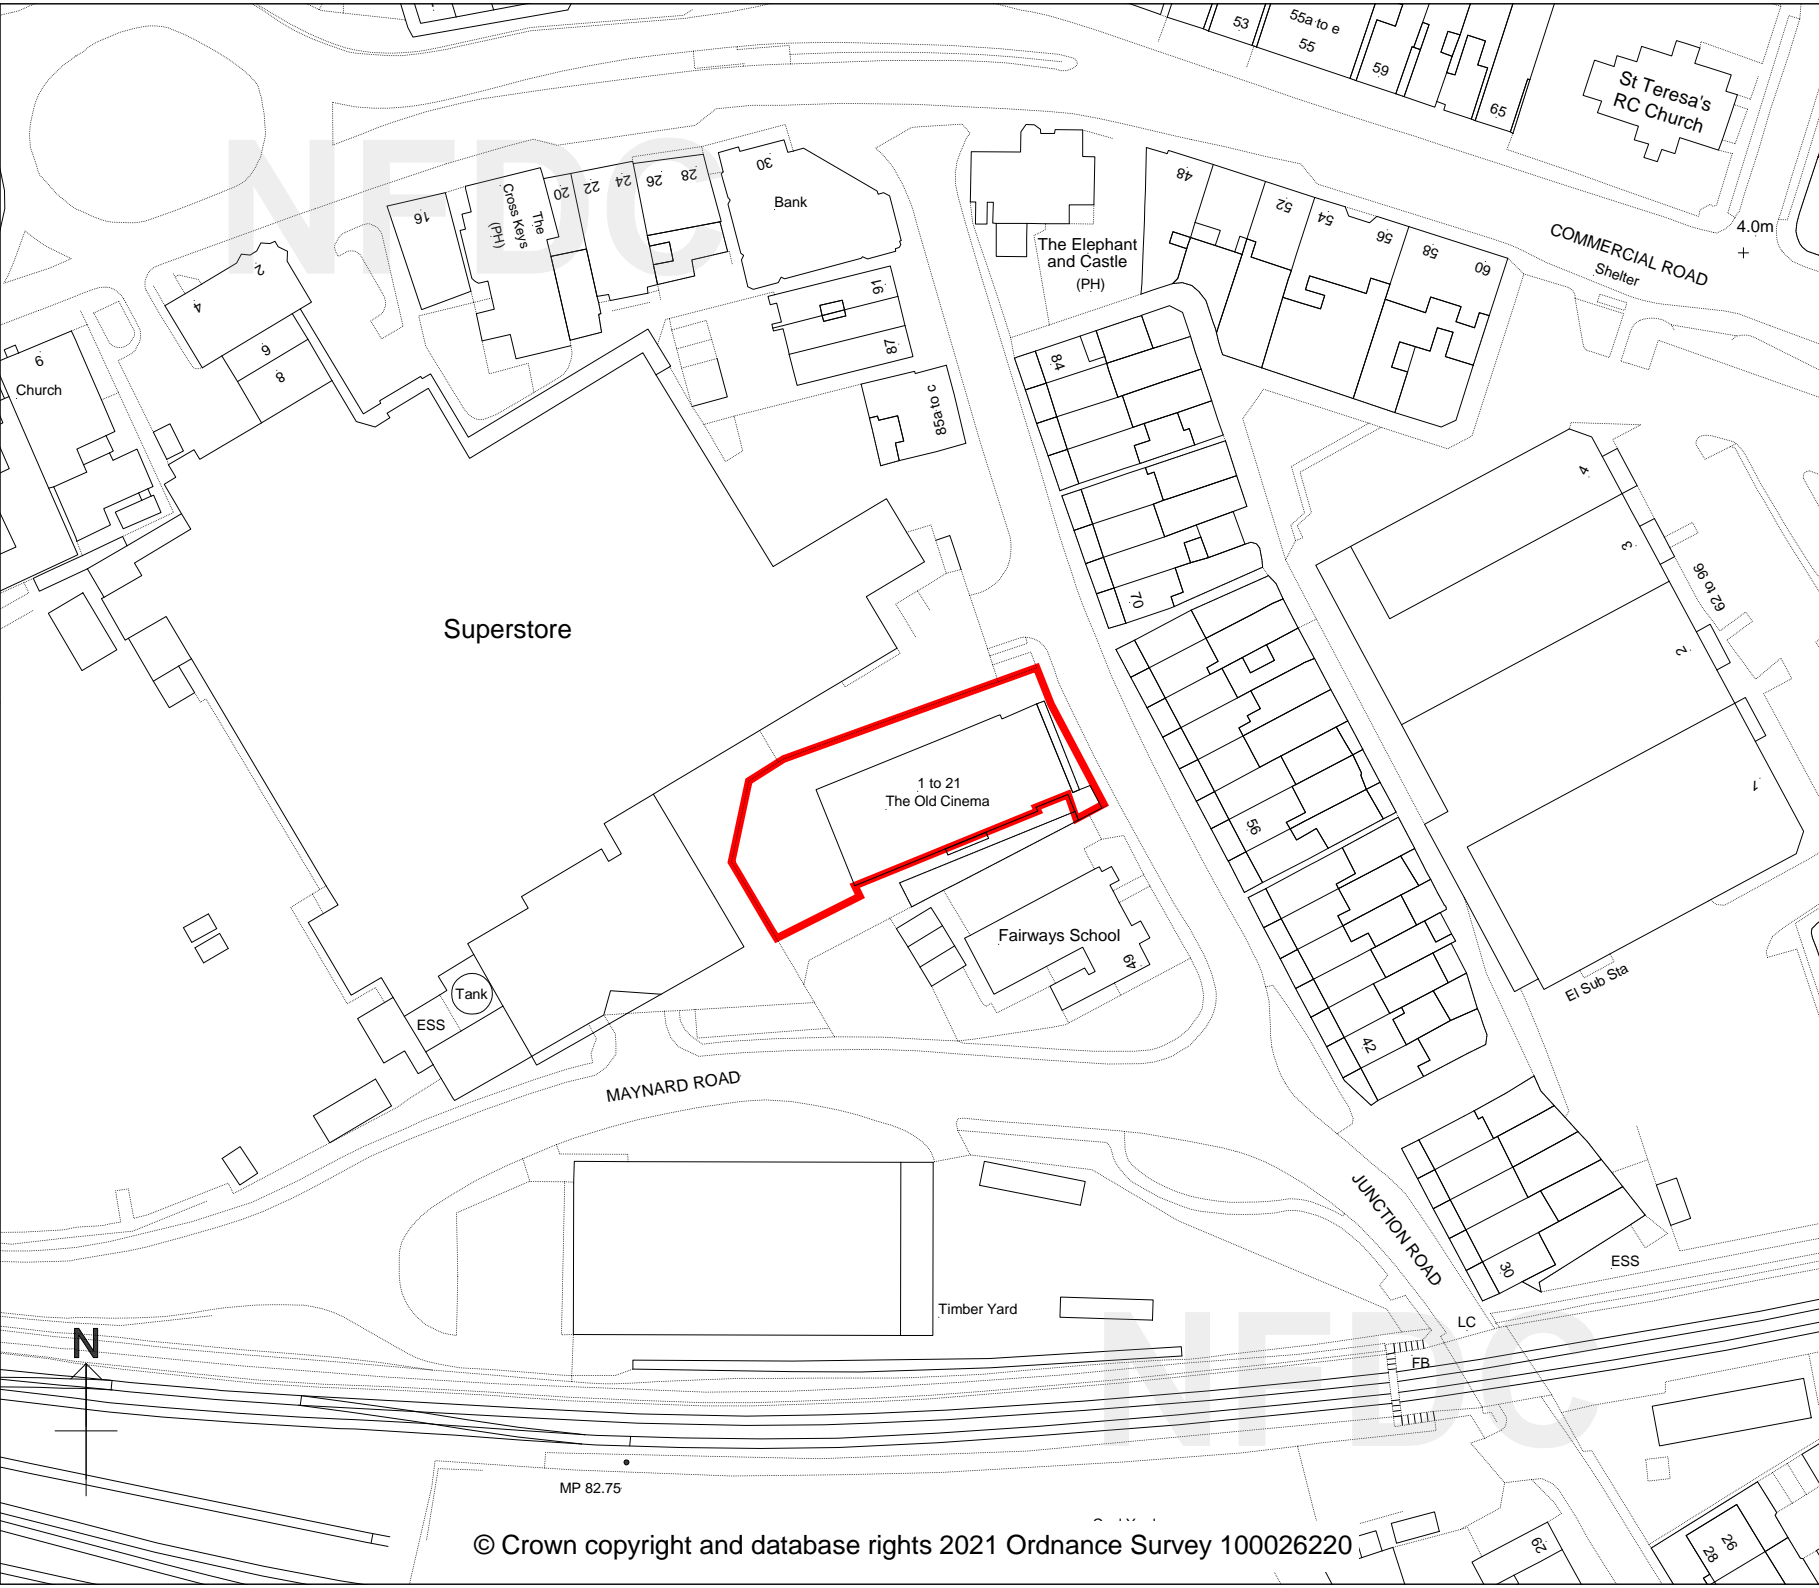 53
55a to e
55
59
65
St Teresa's
RC Church
NFDC
16
The
Cross Keys
(PH)
20
22
24
26
28
30
Bank
The Elephant
and Castle
(PH)
48
52
54
56
58
60
COMMERCIAL ROAD
Shelter
4.0m
2
4
6
8
9
Church
91
87
85a to c
84
70
4
3
62 to 96
2
1
Superstore
1 to 21
The Old Cinema
56
Fairways School
49
El Sub Sta
Tank
ESS
42
MAYNARD ROAD
JUNCTION ROAD
30
ESS
Timber Yard
LC
FB
NFDC
N
MP 82.75
© Crown copyright and database rights 2021 Ordnance Survey 100026220
29
28
26